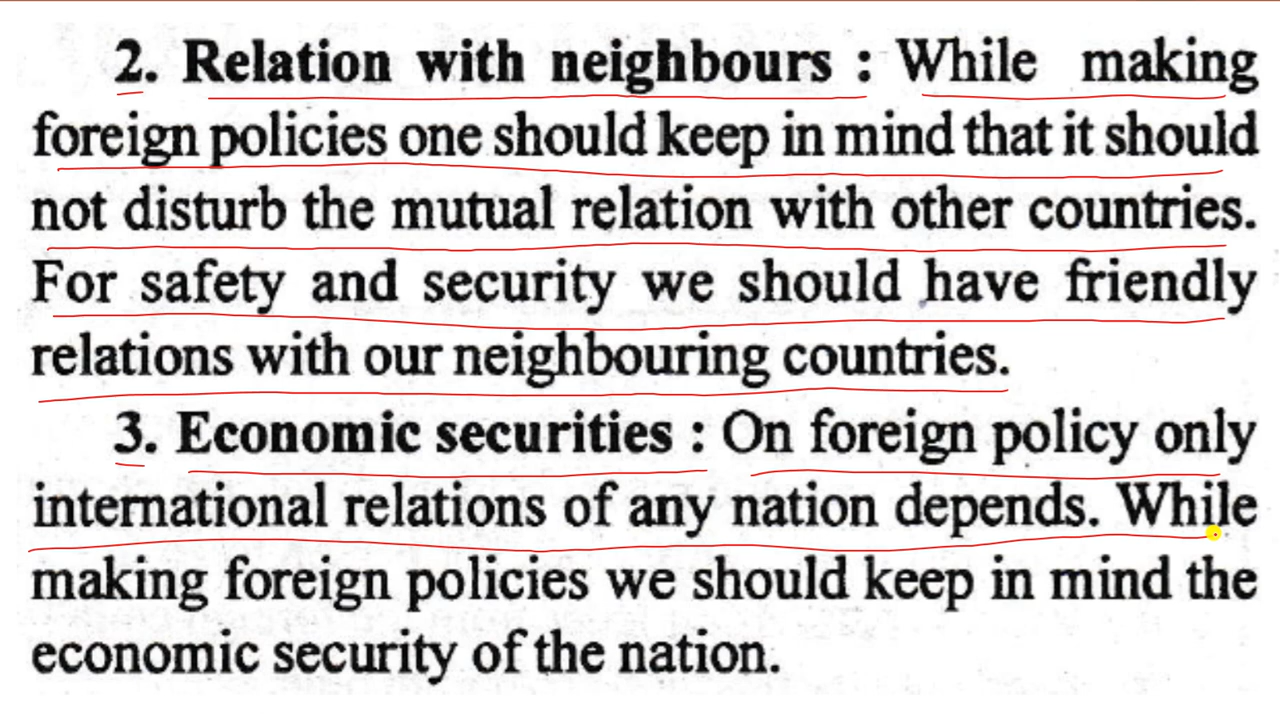 2. Relation with neighbours : While making
foreign policies one should keep in mind that it should
not disturb the mutual relation with other countries.
For safety and security we should have friendly
relations with our neighbouring countries.
3. Economic securities : On foreign policy only
international relations of any nation depends. While
making foreign policies we should keep in mind the
economic security of the nation.